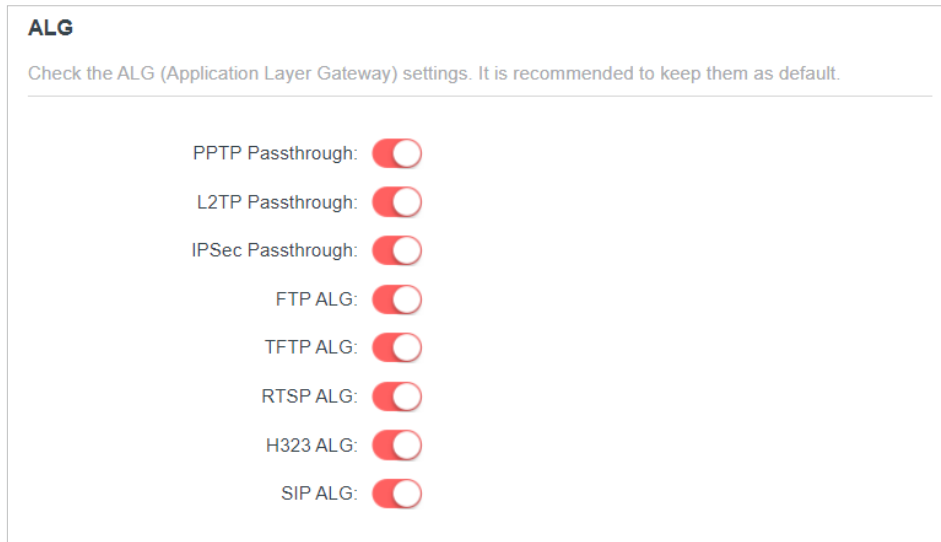 ALG
Check the ALG (Application Layer Gateway) settings. It is recommended to keep them as default.
PPTP Passthrough:
L2TP Passthrough:
IPSec Passthrough:
FTP ALG:
TFTP ALG:
RTSP ALG:
H323 ALG:
SIP ALG: